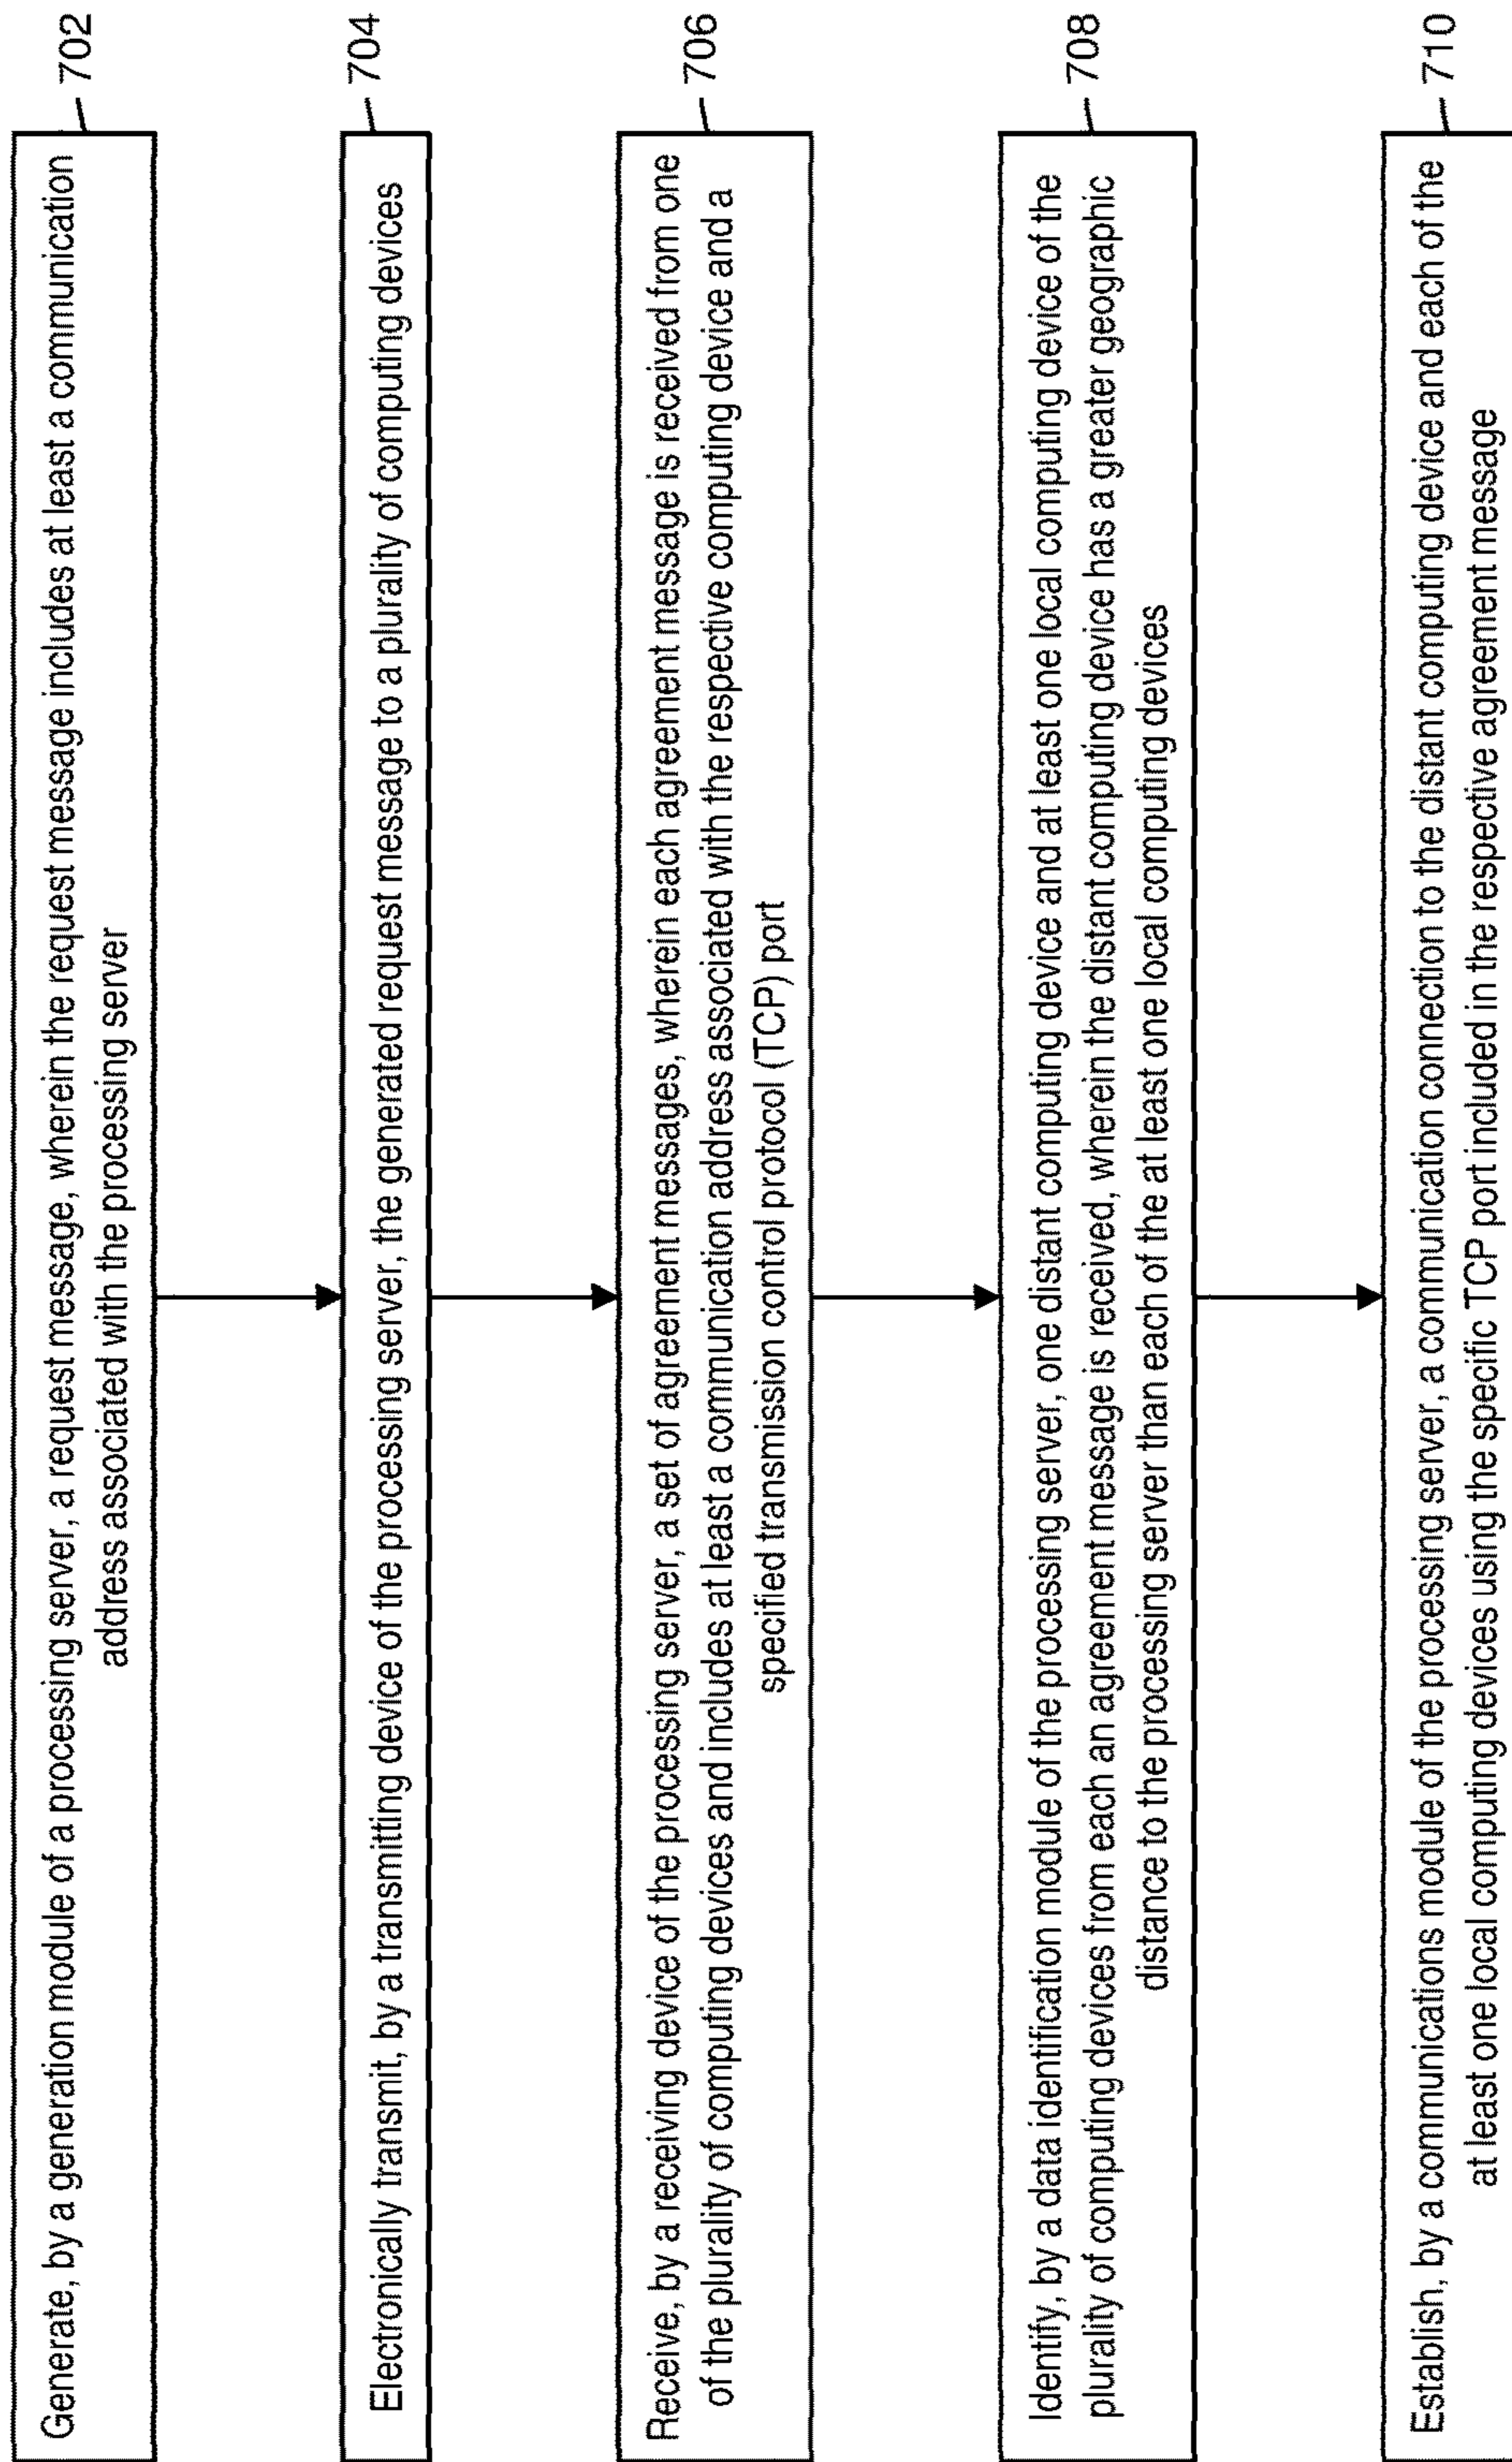 702
Generate, by a generation module of a processing server, a request message, wherein the request message includes at least a communication
address associated with the processing server
704
Electronically transmit, by a transmitting device of the processing server, the generated request message to a plurality of computing devices
706
Receive, by a receiving device of the processing server, a set of agreement messages, wherein each agreement message is received from one
of the plurality of computing devices and includes at least a communication address associated with the respective computing device and a
specified transmission control protocol (TCP) port
708
Identify, by a data identification module of the processing server, one distant computing device and at least one local computing device of the
plurality of computing devices from each an agreement message is received, wherein the distant computing device has a greater geographic
distance to the processing server than each of the at least one local computing devices
710
Establish, by a communications module of the processing server, a communication connection to the distant computing device and each of the
at least one local computing devices using the specific TCP port included in the respective agreement message